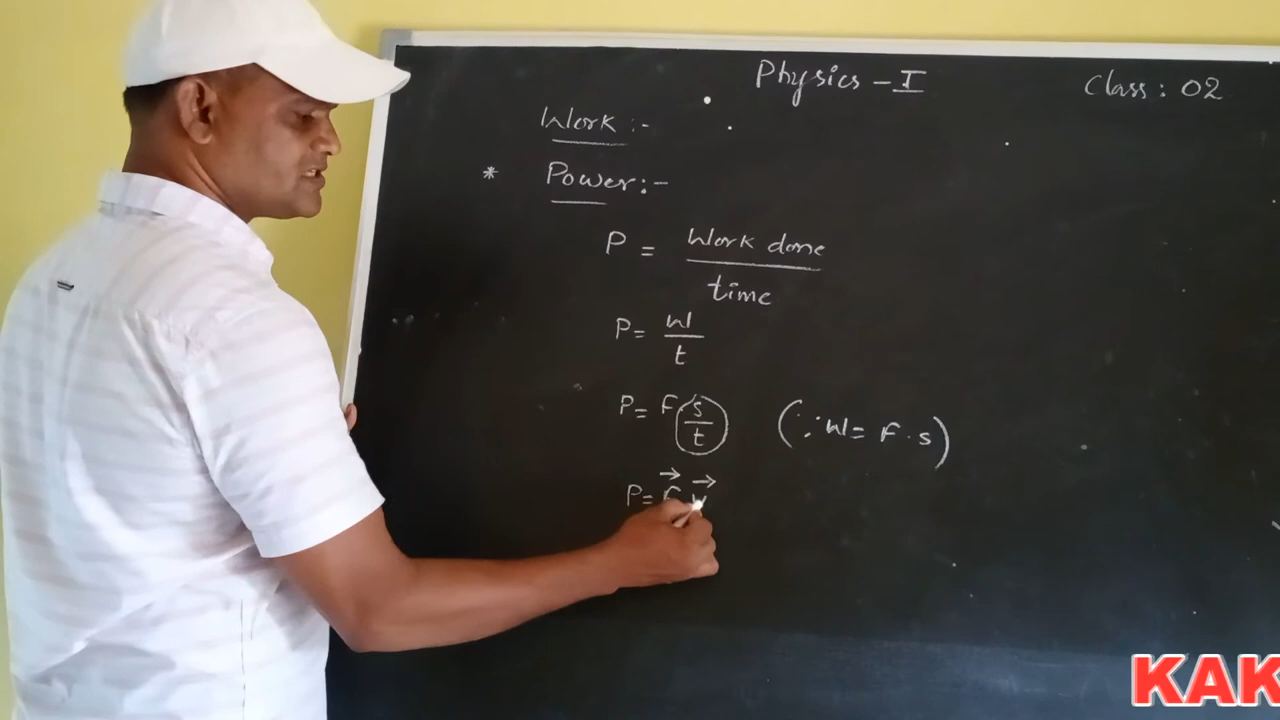 Physics - I
Class: 02
Work :-
* Power :-
P = Work done / time
P = W / t
P = F s / t (∵ W = F · s)
P = F⃗ · v⃗
KAK